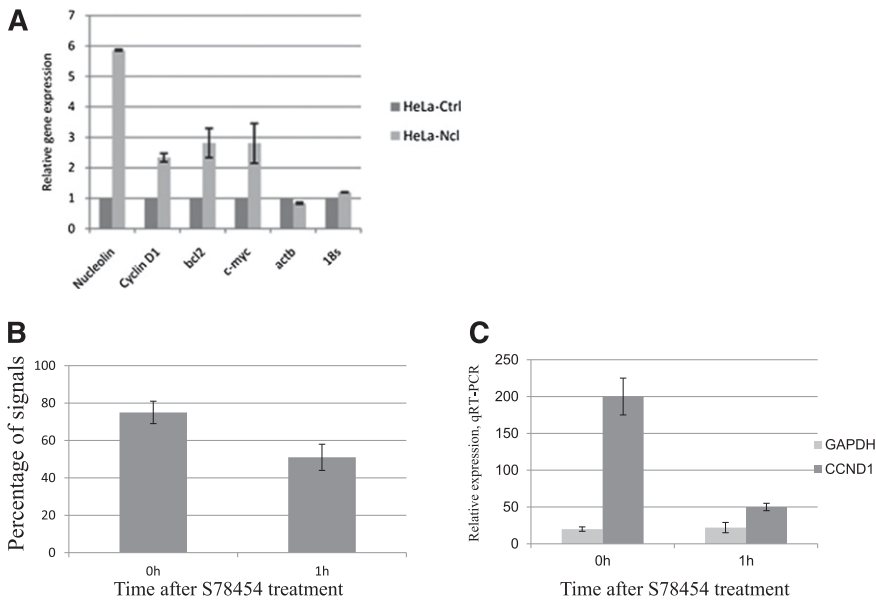 A
7
6
5
4
3
2
1
0
Relative gene expression
Nucleolin
Cyclin D1
bcl2
c-myc
actb
18s
HeLa-Ctrl
HeLa-Ncl
B
Percentage of signals
100
80
60
40
20
0
0h
1h
Time after S78454 treatment
C
Relative expression, qRT-PCR
250
200
150
100
50
0
0h
1h
Time after S78454 treatment
GAPDH
CCND1